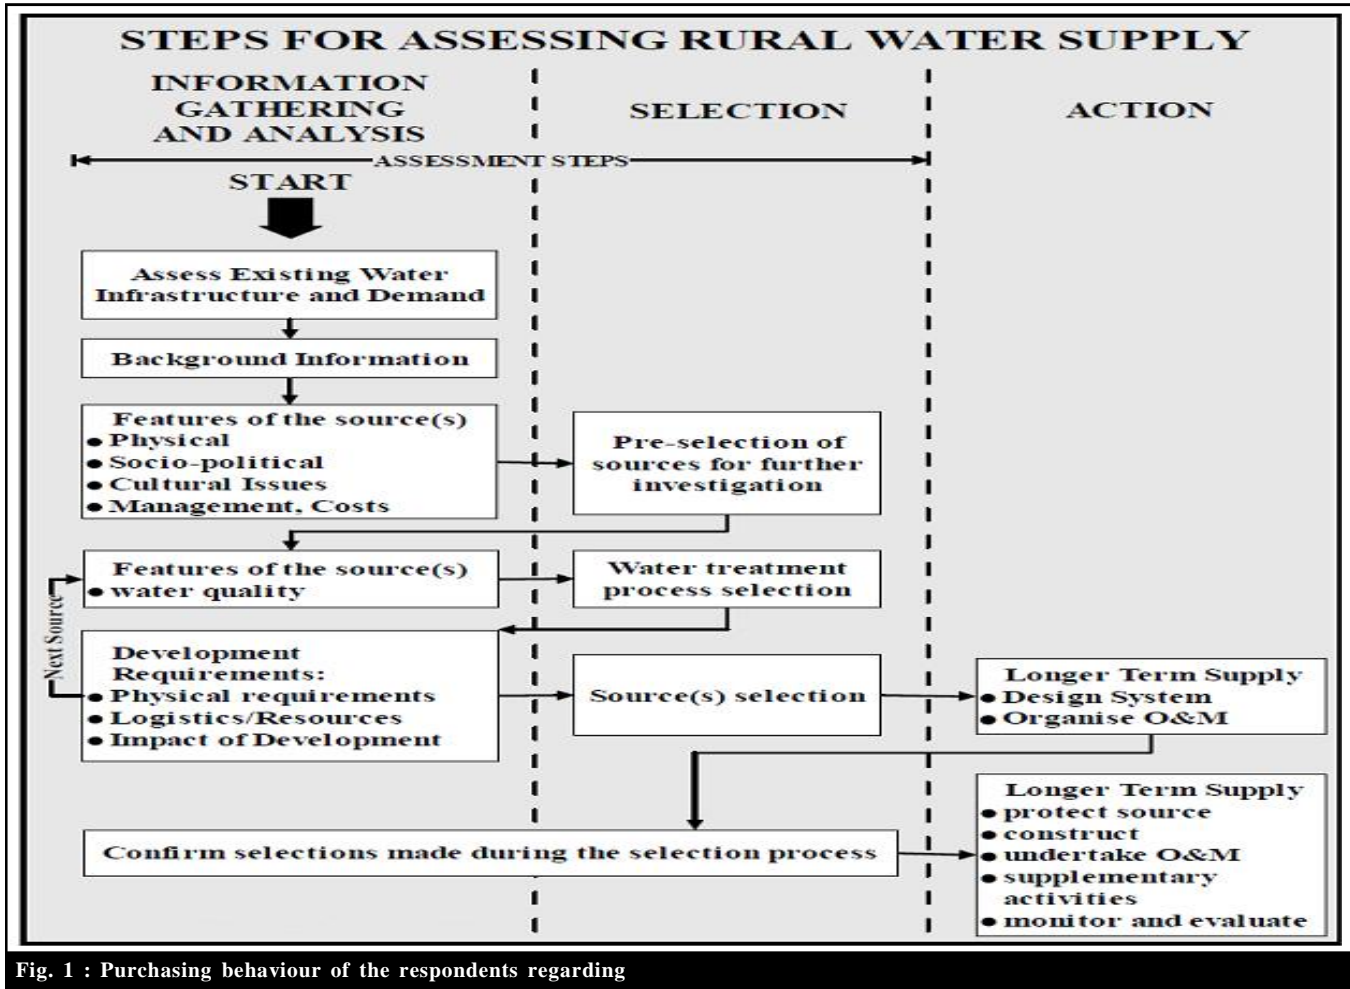 STEPS FOR ASSESSING RURAL WATER SUPPLY
INFORMATION
GATHERING
AND ANALYSIS
SELECTION
ACTION
ASSESSMENT STEPS
START
Assess Existing Water
Infrastructure and Demand
Background Information
Features of the source(s)
● Physical
● Socio-political
● Cultural Issues
● Management, Costs
Pre-selection of
sources for further
investigation
Features of the source(s)
● water quality
Water treatment
process selection
Next Source
Development
Requirements:
● Physical requirements
● Logistics/Resources
● Impact of Development
Source(s) selection
Longer Term Supply
● Design System
● Organise O&M
Confirm selections made during the selection process
Longer Term Supply
● protect source
● construct
● undertake O&M
● supplementary
activities
● monitor and evaluate
Fig. 1 : Purchasing behaviour of the respondents regarding